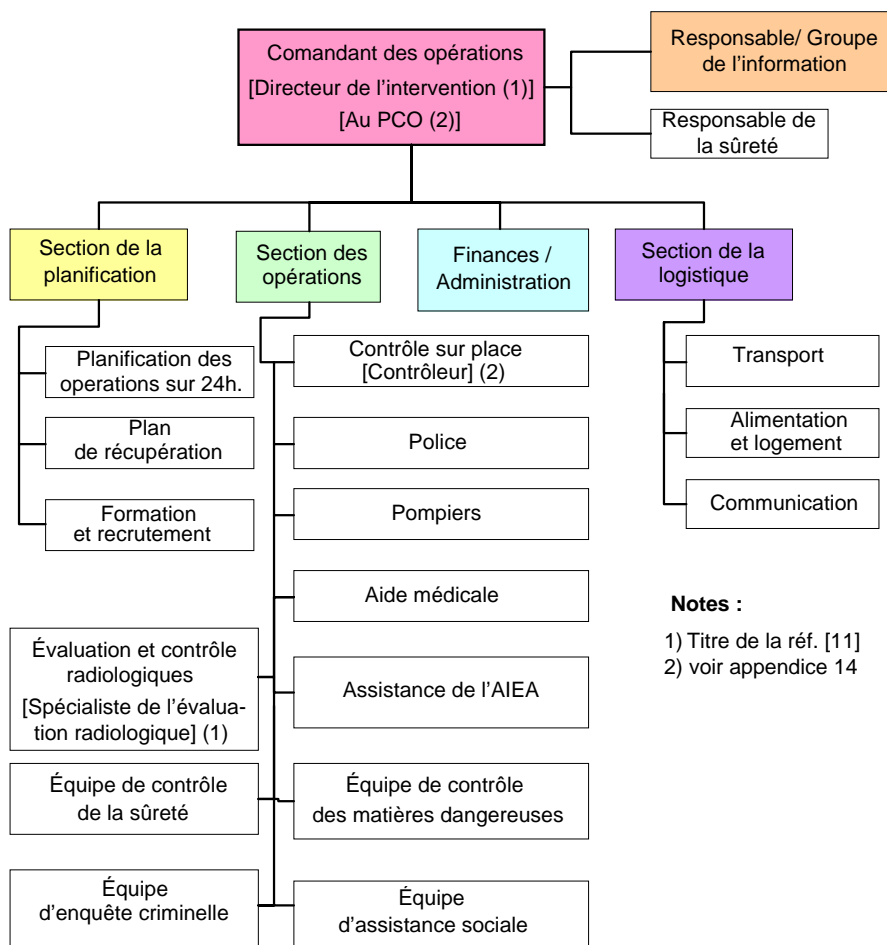 Comandant des opérations
[Directeur de l'intervention (1)]
[Au PCO (2)]
Responsable/ Groupe
de l'information
Responsable de
la sûreté
Section de la
planification
Section des
opérations
Finances /
Administration
Section de la
logistique
Planification des
operations sur 24h.
Plan
de récupération
Formation
et recrutement
Contrôle sur place
[Contrôleur] (2)
Police
Pompiers
Aide médicale
Évaluation et contrôle
radiologiques
[Spécialiste de l'évalua-
tion radiologique] (1)
Assistance de l'AIEA
Équipe de contrôle
de la sûreté
Équipe de contrôle
des matières dangereuses
Équipe
d'enquête criminelle
Équipe
d'assistance sociale
Transport
Alimentation
et logement
Communication
Notes :
1) Titre de la réf. [11]
2) voir appendice 14